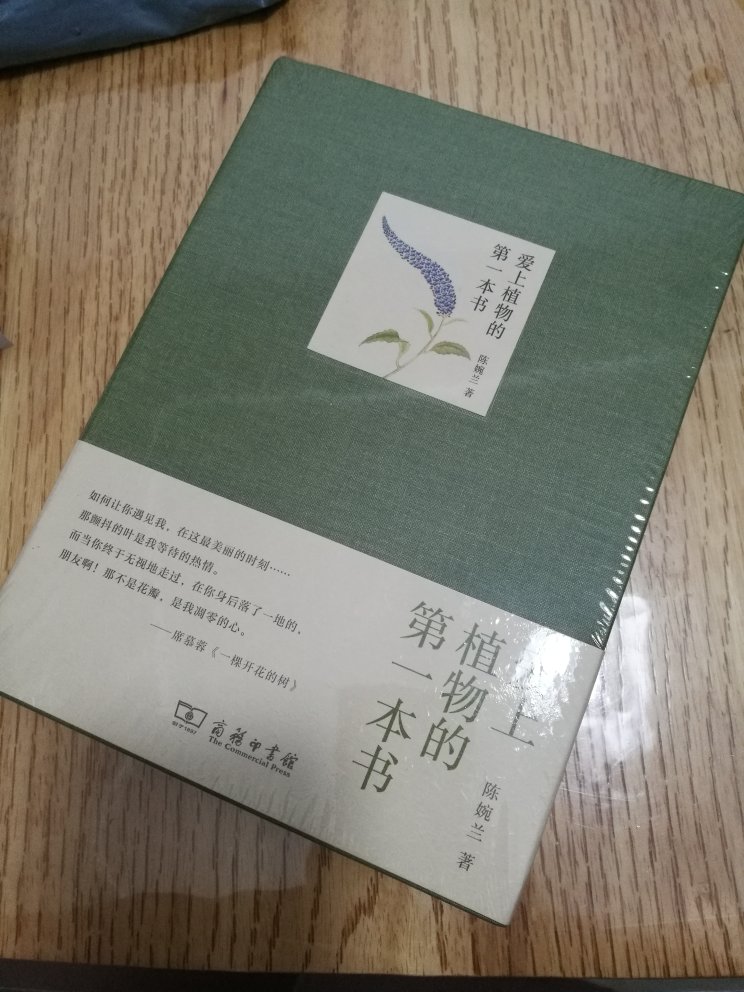 爱上植物的
第一本书
陈婉兰 著
如何让你遇见我，在这最美丽的时刻……
那颤抖的叶是我等待的热情。
而当你终于无视地走过，在你身后落了一地的，
朋友啊！那不是花瓣，是我凋零的心。
——席慕蓉《一棵开花的树》
商务印书馆
The Commercial Press
上
植物的
第一本书
陈婉兰 著